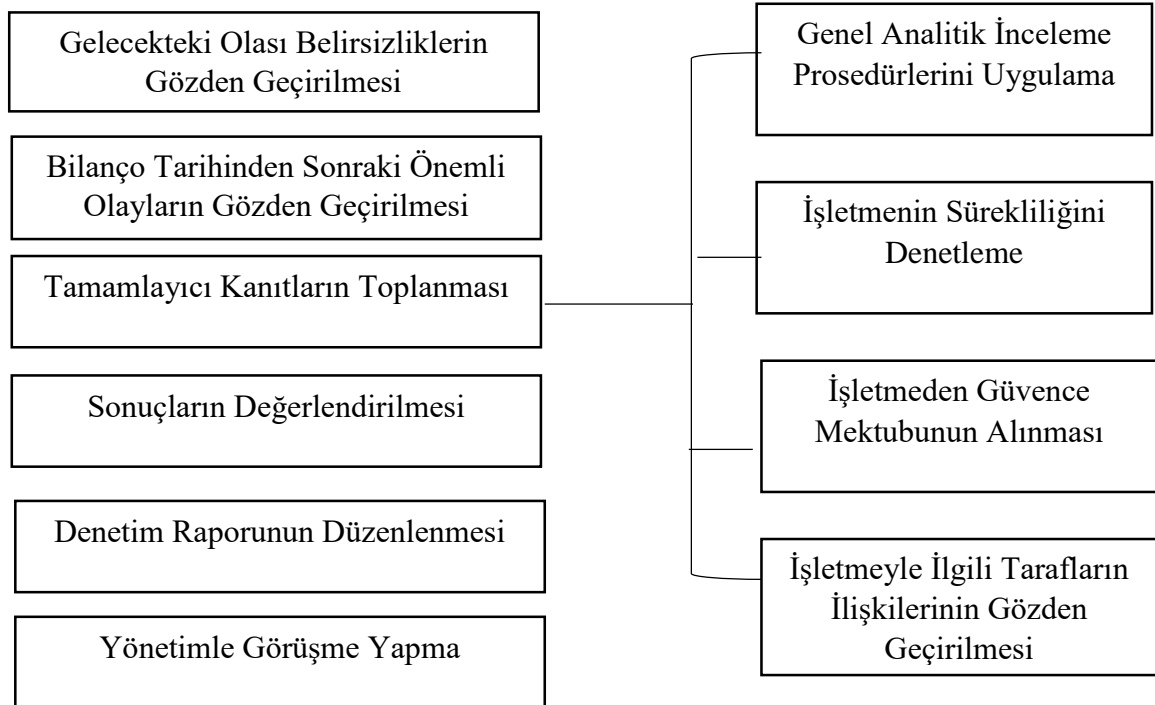 Gelecekteki Olası Belirsizliklerin
Gözden Geçirilmesi
Bilanço Tarihinden Sonraki Önemli
Olayların Gözden Geçirilmesi
Tamamlayıcı Kanıtların Toplanması
Sonuçların Değerlendirilmesi
Denetim Raporunun Düzenlenmesi
Yönetimle Görüşme Yapma
Genel Analitik İnceleme
Prosedürlerini Uygulama
İşletmenin Sürekliliğini
Denetleme
İşletmeden Güvence
Mektubunun Alınması
İşletmeyle İlgili Tarafların
İlişkilerinin Gözden
Geçirilmesi